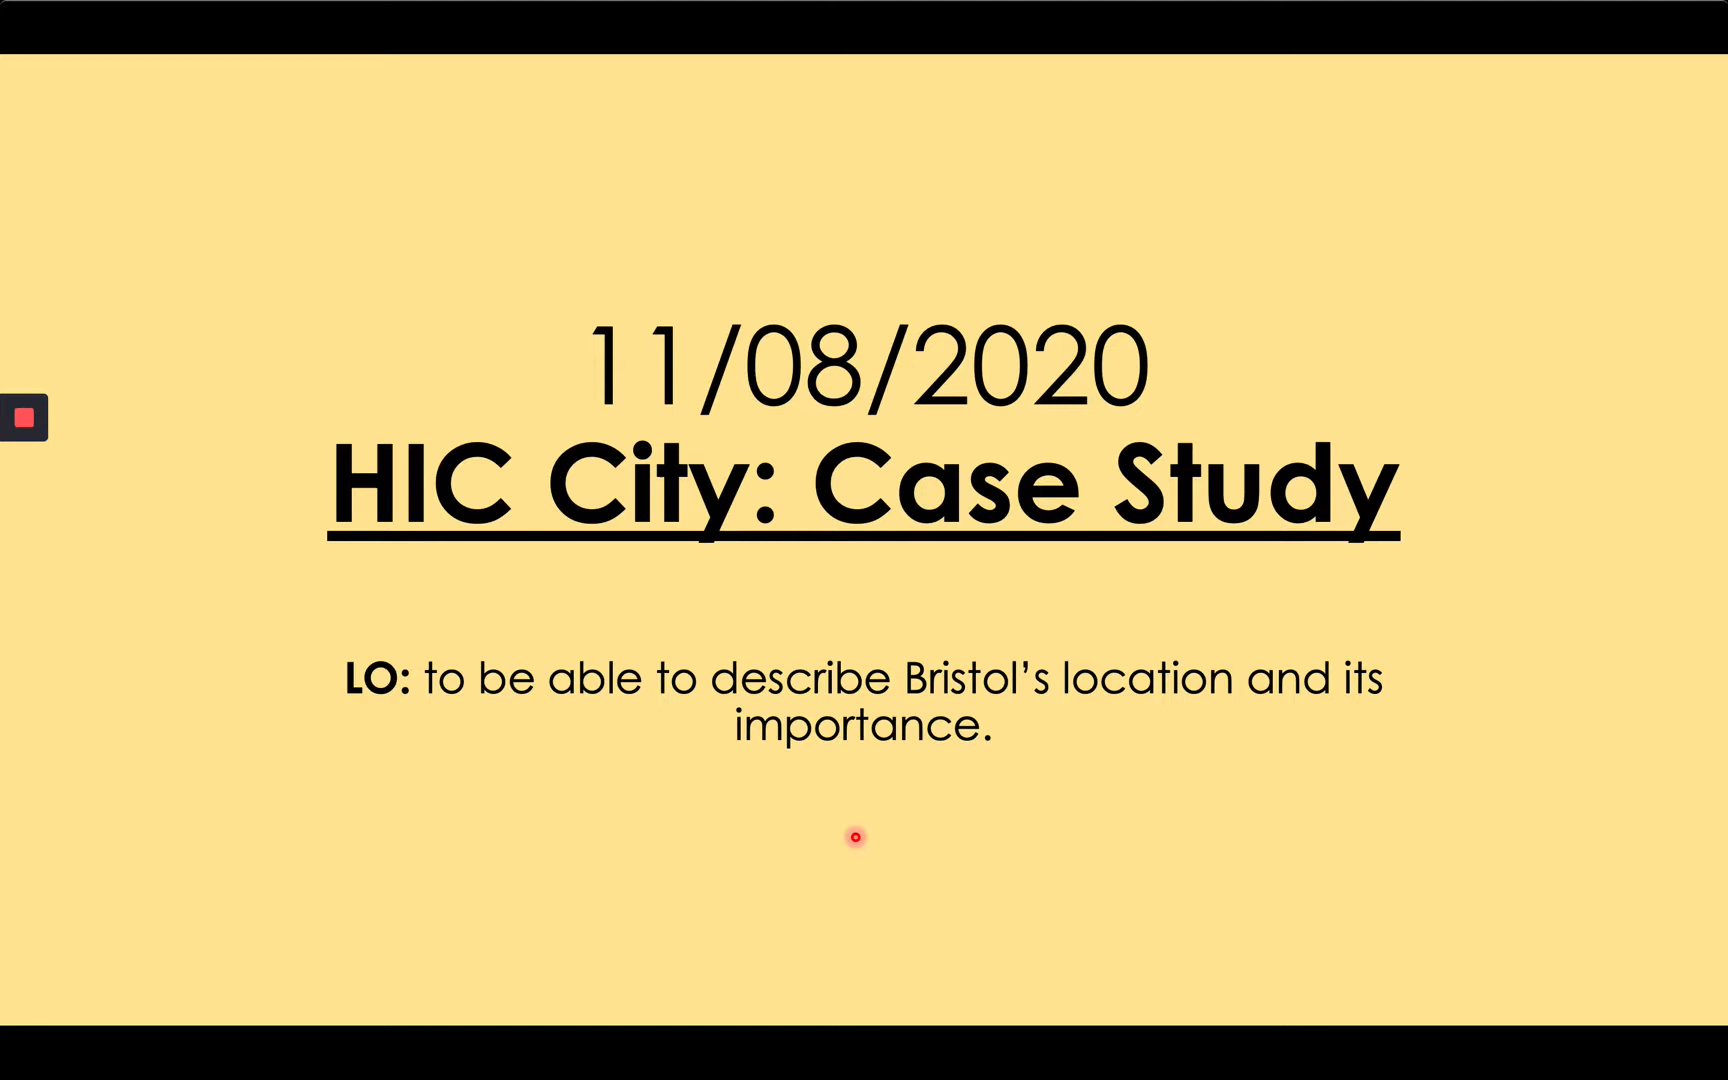 11/08/2020
HIC City: Case Study
LO: to be able to describe Bristol’s location and its
importance.